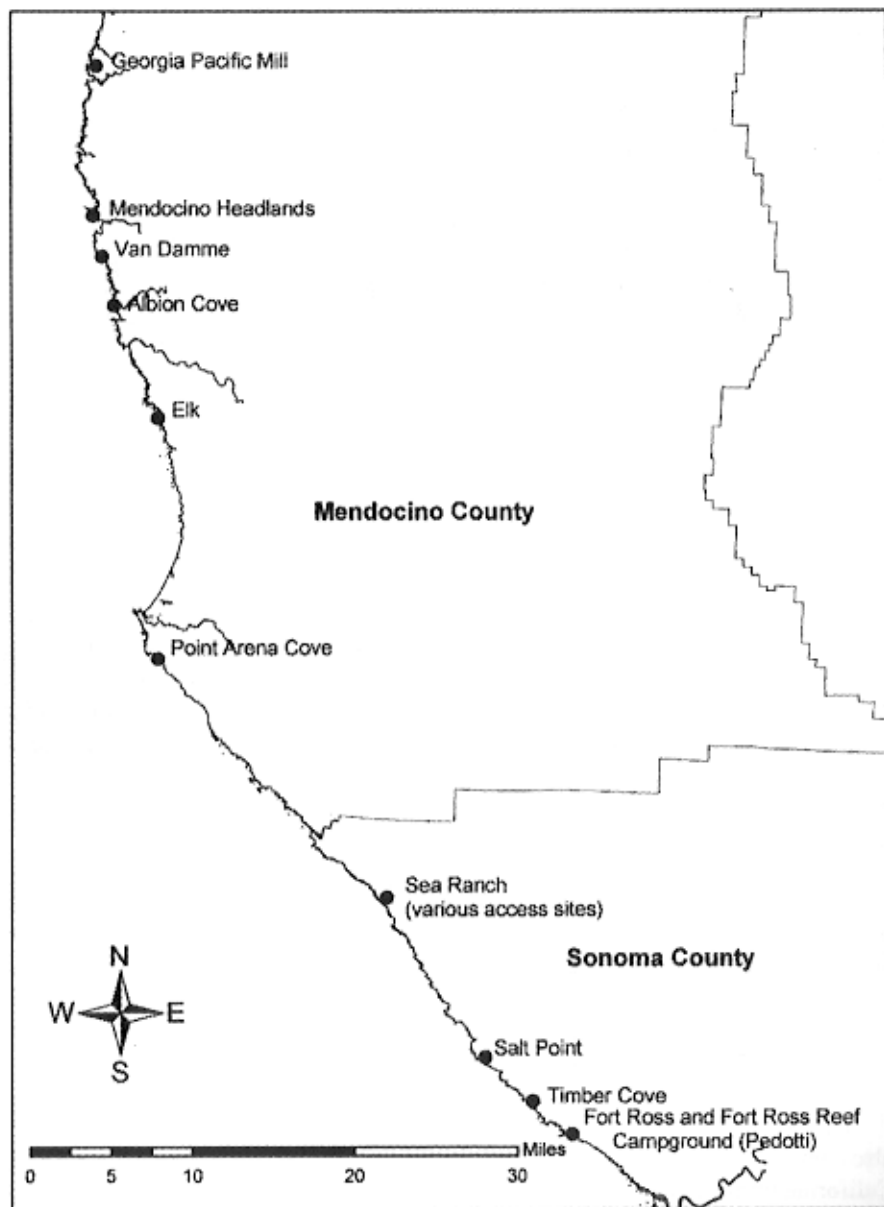 Georgia Pacific Mill
Mendocino Headlands
Van Damme
Albion Cove
Elk
Mendocino County
Point Arena Cove
Sea Ranch
(various access sites)
Sonoma County
N
W E
S
Salt Point
Timber Cove
Fort Ross and Fort Ross Reef
Campground (Pedotti)
Miles
0 5 10 20 30